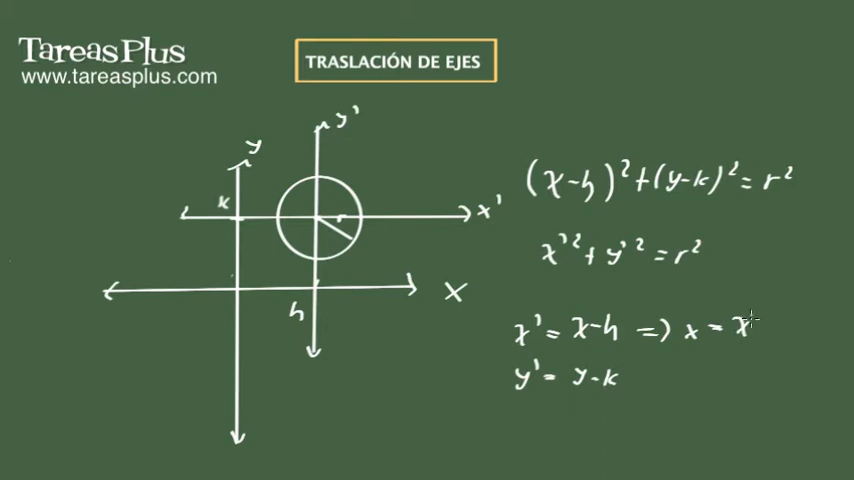 TareasPlus
www.tareasplus.com
TRASLACIÓN DE EJES
y'
y
k
r
x'
x
h
(x-h)²+(y-k)²=r²
x'²+y'²=r²
x'=x-h => x = x
y'= y-k